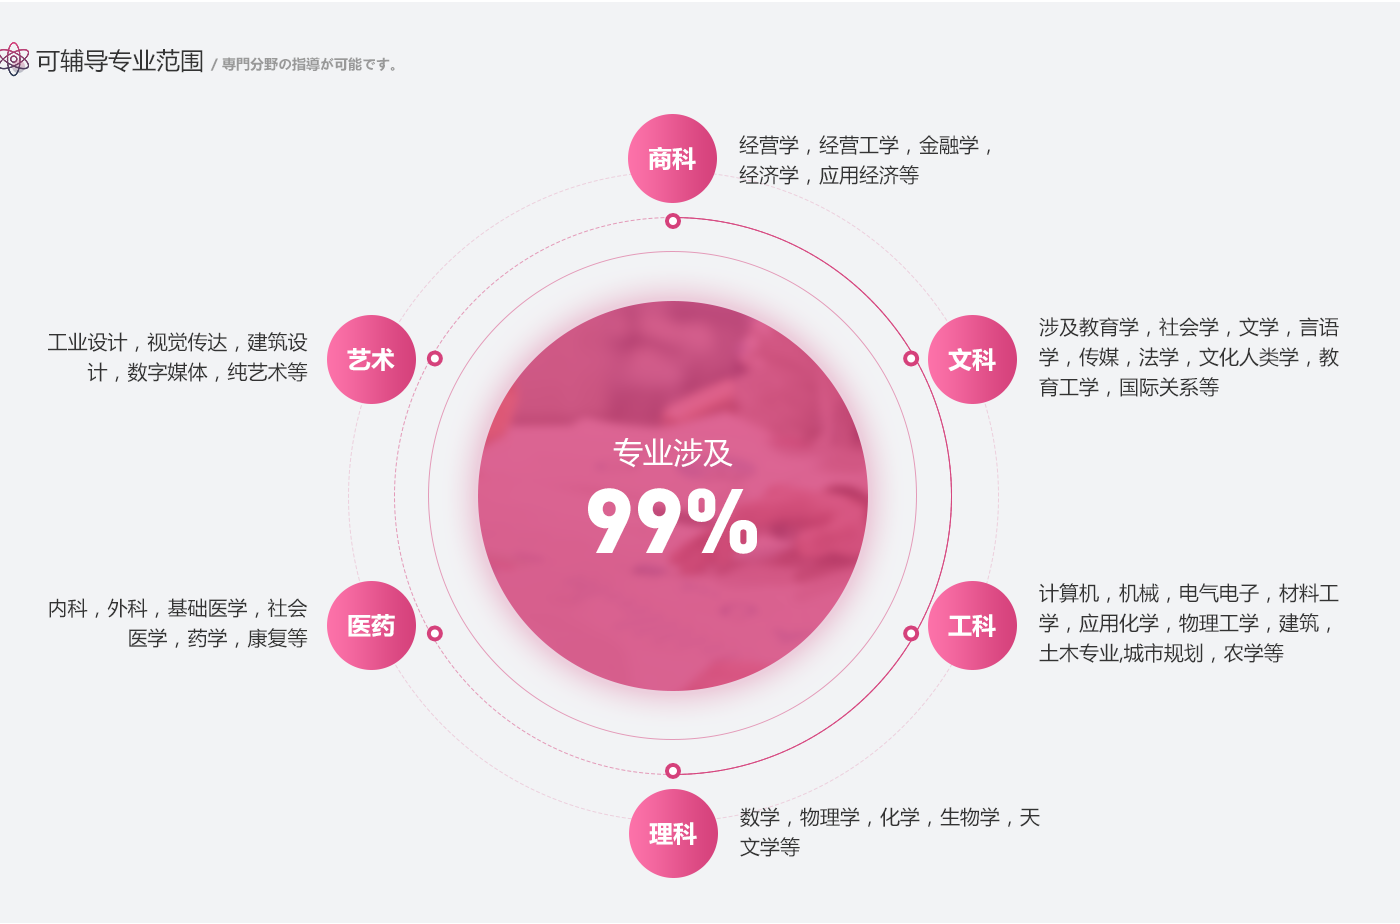 可辅导专业范围 / 専門分野の指導が可能です。
商科
经营学，经营工学，金融学，
经济学，应用经济等
艺术
工业设计，视觉传达，建筑设
计，数字媒体，纯艺术等
文科
涉及教育学，社会学，文学，言语
学，传媒，法学，文化人类学，教
育工学，国际关系等
专业涉及
99%
医药
内科，外科，基础医学，社会
医学，药学，康复等
工科
计算机，机械，电气电子，材料工
学，应用化学，物理工学，建筑，
土木专业,城市规划，农学等
理科
数学，物理学，化学，生物学，天
文学等